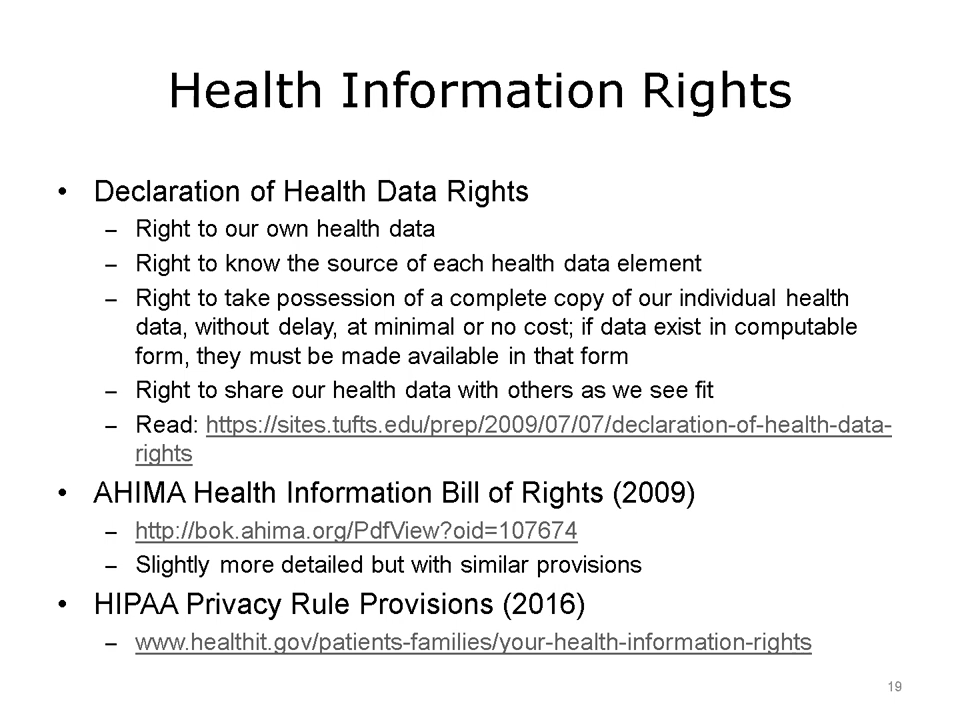 Health Information Rights
• Declaration of Health Data Rights
– Right to our own health data
– Right to know the source of each health data element
– Right to take possession of a complete copy of our individual health
data, without delay, at minimal or no cost; if data exist in computable
form, they must be made available in that form
– Right to share our health data with others as we see fit
– Read: https://sites.tufts.edu/prep/2009/07/07/declaration-of-health-data-
rights
• AHIMA Health Information Bill of Rights (2009)
– http://bok.ahima.org/PdfView?oid=107674
– Slightly more detailed but with similar provisions
• HIPAA Privacy Rule Provisions (2016)
– www.healthit.gov/patients-families/your-health-information-rights
19